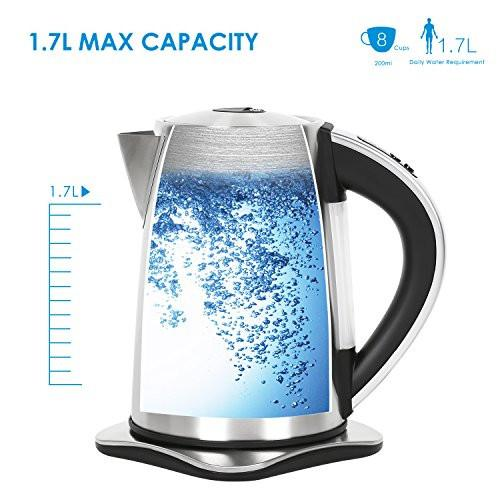 1.7L MAX CAPACITY
8 Cups
200ml
1.7L
Daily Water Requirement
1.7L